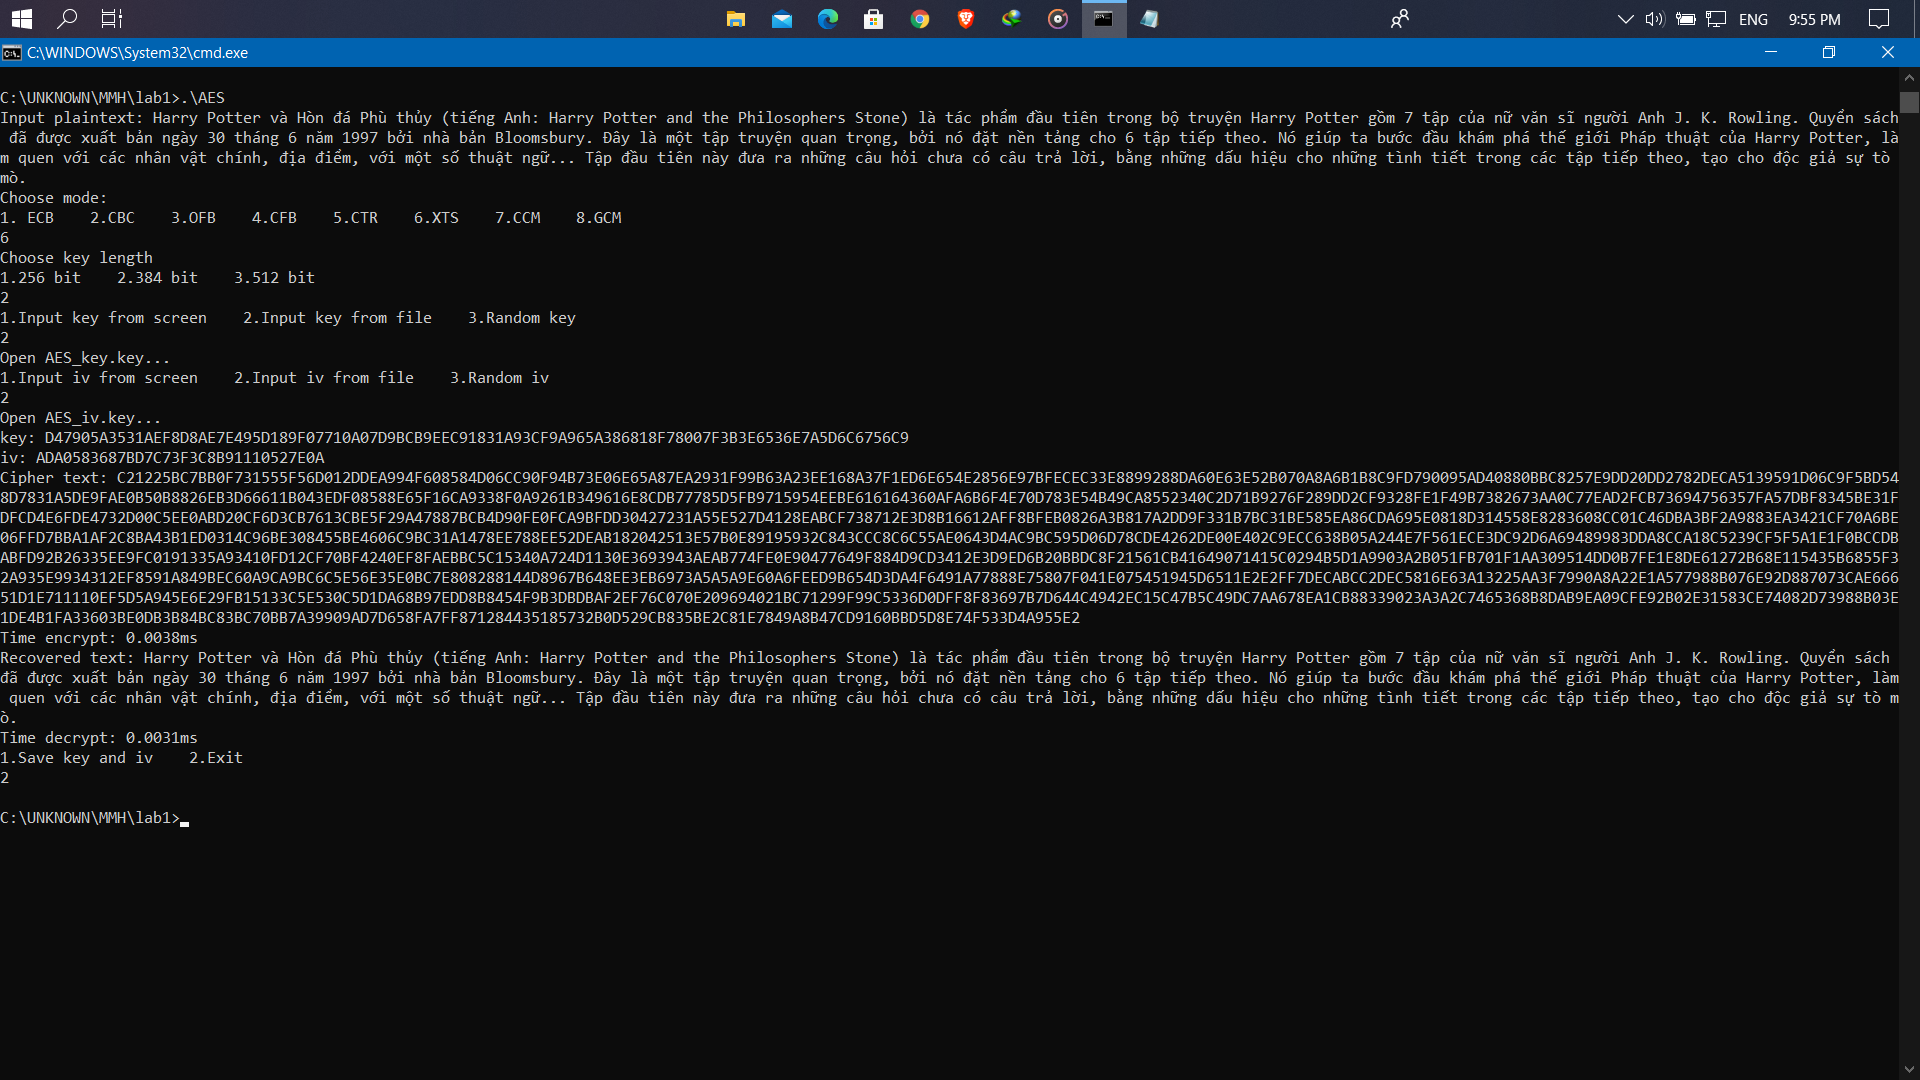 ENG
9:55 PM
C:\WINDOWS\System32\cmd.exe
C:\UNKNOWN\MMH\lab1>.\AES
Input plaintext: Harry Potter và Hòn đá Phù thủy (tiếng Anh: Harry Potter and the Philosophers Stone) là tác phẩm đầu tiên trong bộ truyện Harry Potter gồm 7 tập của nữ văn sĩ người Anh J. K. Rowling. Quyển sách
đã được xuất bản ngày 30 tháng 6 năm 1997 bởi nhà bản Bloomsbury. Đây là một tập truyện quan trọng, bởi nó đặt nền tảng cho 6 tập tiếp theo. Nó giúp ta bước đầu khám phá thế giới Pháp thuật của Harry Potter, là
m quen với các nhân vật chính, địa điểm, với một số thuật ngữ... Tập đầu tiên này đưa ra những câu hỏi chưa có câu trả lời, bằng những dấu hiệu cho những tình tiết trong các tập tiếp theo, tạo cho độc giả sự tò
mò.
Choose mode:
1. ECB    2.CBC    3.OFB    4.CFB    5.CTR    6.XTS    7.CCM    8.GCM
6
Choose key length
1.256 bit    2.384 bit    3.512 bit
2
1.Input key from screen    2.Input key from file    3.Random key
2
Open AES_key.key...
1.Input iv from screen    2.Input iv from file    3.Random iv
2
Open AES_iv.key...
key: D47905A3531AEF8D8AE7E495D189F07710A07D9BCB9EEC91831A93CF9A965A386818F78007F3B3E6536E7A5D6C6756C9
iv: ADA0583687BD7C73F3C8B91110527E0A
Cipher text: C21225BC7BB0F731555F56D012DDEA994F608584D06CC90F94B73E06E65A87EA2931F99B63A23EE168A37F1ED6E654E2856E97BFECEC33E8899288DA60E63E52B070A8A6B1B8C9FD790095AD40880BBC8257E9DD20DD2782DECA5139591D06C9F5BD54
8D7831A5DE9FAE0B50B8826EB3D66611B043EDF08588E65F16CA9338F0A9261B349616E8CDB77785D5FB9715954EEBE616164360AFA6B6F4E70D783E54B49CA8552340C2D71B9276F289DD2CF9328FE1F49B7382673AA0C77EAD2FCB73694756357FA57DBF8345BE31F
DFCD4E6FDE4732D00C5EE0ABD20CF6D3CB7613CBE5F29A47887BCB4D90FE0FCA9BFDD30427231A55E527D4128EABCF738712E3D8B16612AFF8BFEB0826A3B817A2DD9F331B7BC31BE585EA86CDA695E0818D314558E8283608CC01C46DBA3BF2A9883EA3421CF70A6BE
06FFD7BBA1AF2C8BA43B1ED0314C96BE308455BE4606C9BC31A1478EE788EE52DEAB182042513E57B0E89195932C843CCC8C6C55AE0643D4AC9BC595D06D78CDE4262DE00E402C9ECC638B05A244E7F561ECE3DC92D6A69489983DDA8CCA18C5239CF5F5A1E1F0BCCDB
ABFD92B26335EE9FC0191335A93410FD12CF70BF4240EF8FAEBBC5C15340A724D1130E3693943AEAB774FE0E90477649F884D9CD3412E3D9ED6B20BBDC8F21561CB41649071415C0294B5D1A9903A2B051FB701F1AA309514DD0B7FE1E8DE61272B68E115435B6855F3
2A935E9934312EF8591A849BEC60A9CA9BC6C5E56E35E0BC7E808288144D8967B648EE3EB6973A5A5A9E60A6FEED9B654D3DA4F6491A77888E75807F041E075451945D6511E2E2FF7DECABCC2DEC5816E63A13225AA3F7990A8A22E1A577988B076E92D887073CAE666
51D1E711110EF5D5A945E6E29FB15133C5E530C5D1DA68B97EDD8B8454F9B3DBDBAF2EF76C070E209694021BC71299F99C5336D0DFF8F83697B7D644C4942EC15C47B5C49DC7AA678EA1CB88339023A3A2C7465368B8DAB9EA09CFE92B02E31583CE74082D73988B03E
1DE4B1FA33603BE0DB3B84BC83BC70BB7A39909AD7D658FA7FF871284435185732B0D529CB835BE2C81E7849A8B47CD9160BBD5D8E74F533D4A955E2
Time encrypt: 0.0038ms
Recovered text: Harry Potter và Hòn đá Phù thủy (tiếng Anh: Harry Potter and the Philosophers Stone) là tác phẩm đầu tiên trong bộ truyện Harry Potter gồm 7 tập của nữ văn sĩ người Anh J. K. Rowling. Quyển sách
đã được xuất bản ngày 30 tháng 6 năm 1997 bởi nhà bản Bloomsbury. Đây là một tập truyện quan trọng, bởi nó đặt nền tảng cho 6 tập tiếp theo. Nó giúp ta bước đầu khám phá thế giới Pháp thuật của Harry Potter, làm
quen với các nhân vật chính, địa điểm, với một số thuật ngữ... Tập đầu tiên này đưa ra những câu hỏi chưa có câu trả lời, bằng những dấu hiệu cho những tình tiết trong các tập tiếp theo, tạo cho độc giả sự tò m
ò.
Time decrypt: 0.0031ms
1.Save key and iv    2.Exit
2
C:\UNKNOWN\MMH\lab1>